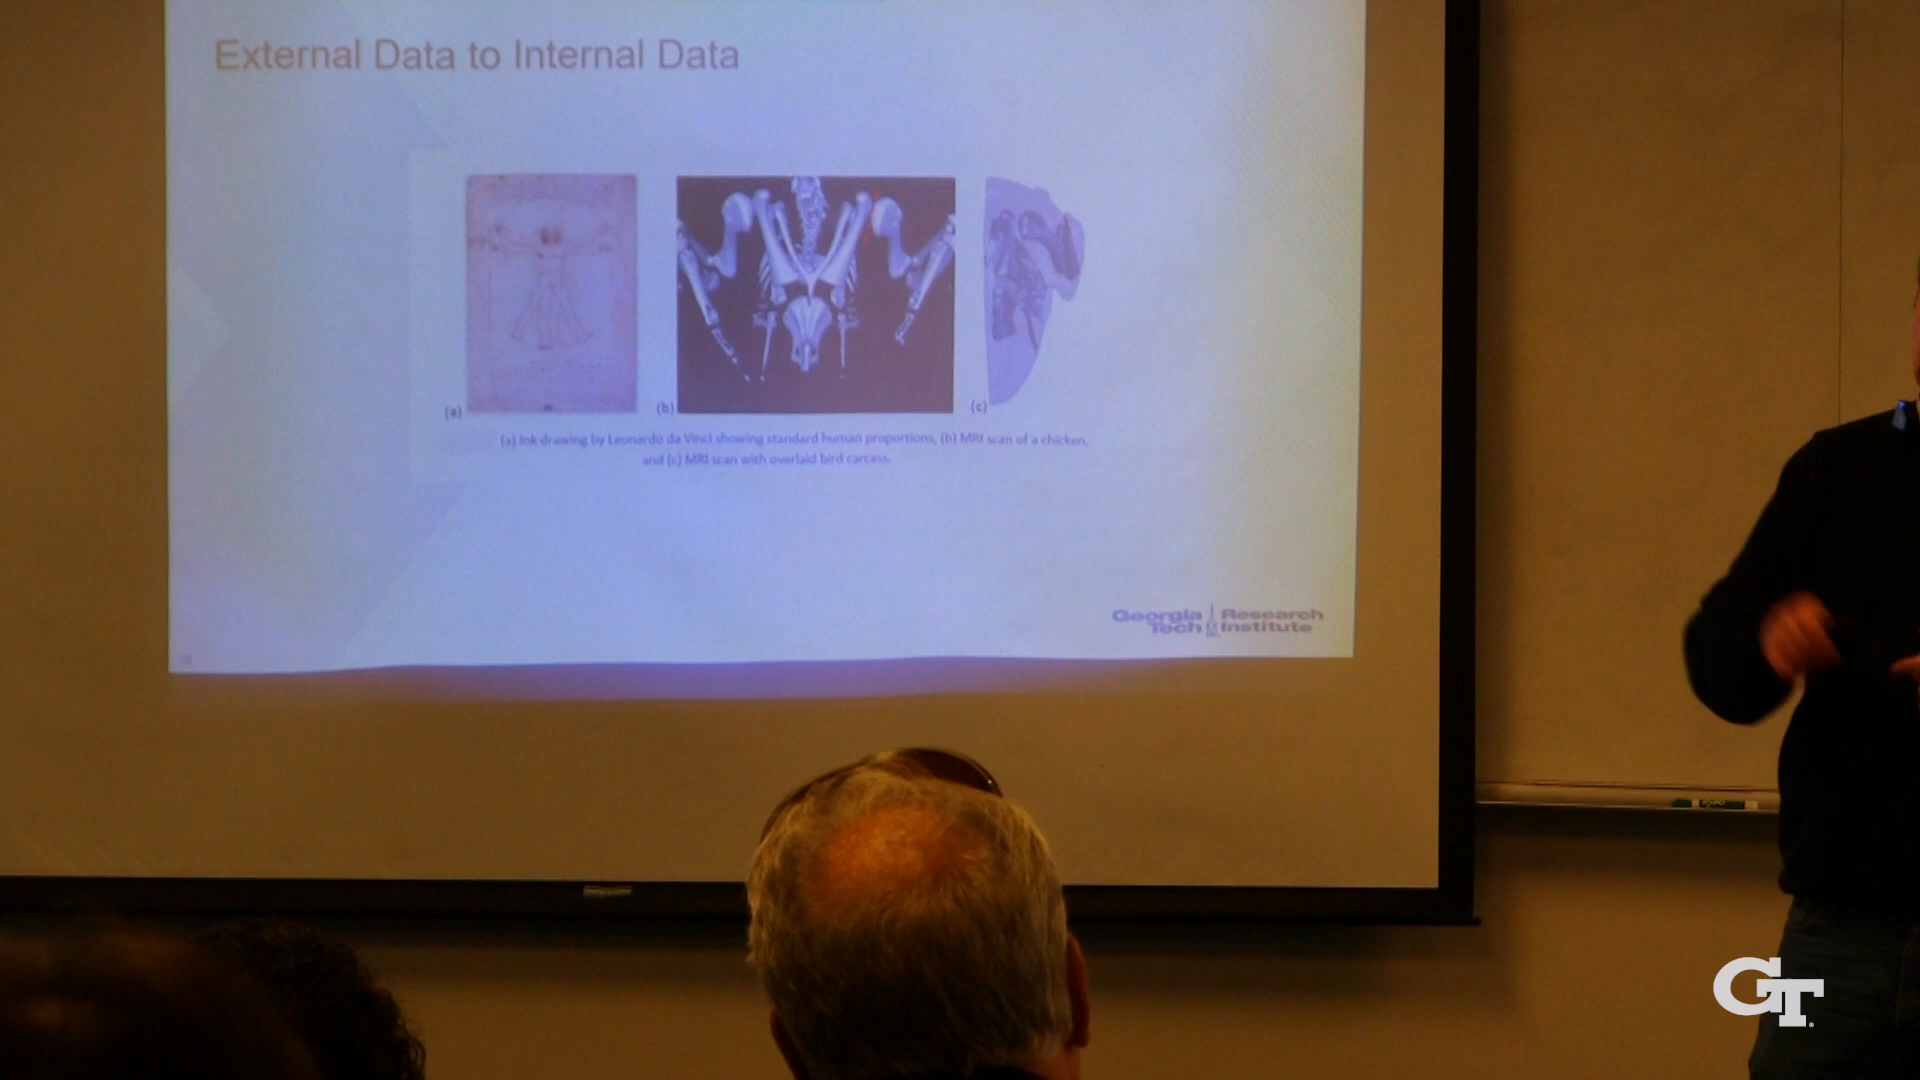 External Data to Internal Data
(a)
(b)
(c)
(a) Ink drawing by Leonardo da Vinci showing standard human proportions, (b) MRI scan of a chicken,
and (c) MRI scan with overlaid bird carcass.
Georgia Research
Tech Institute
GT